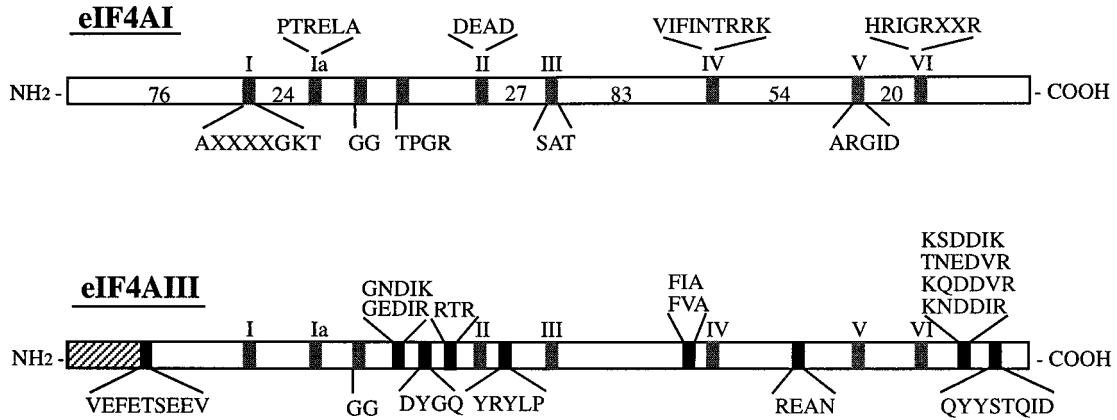 eIF4AI
PTRELA DEAD VIFINTRRK HRIGRXXR
I Ia II III IV V VI
NH2 - 76 24 27 83 54 20 - COOH
AXXXXGKT GG TPGR SAT ARGID
eIF4AIII
KSDDIK
TNEDVR
KQDDVR
KNDDIR
GNDIK
GEDIR
RTR
FIA
FVA
I Ia II III IV V VI
NH2 - - COOH
VEFETSEEV GG DYGQ YRYLP REAN QYYSTQID